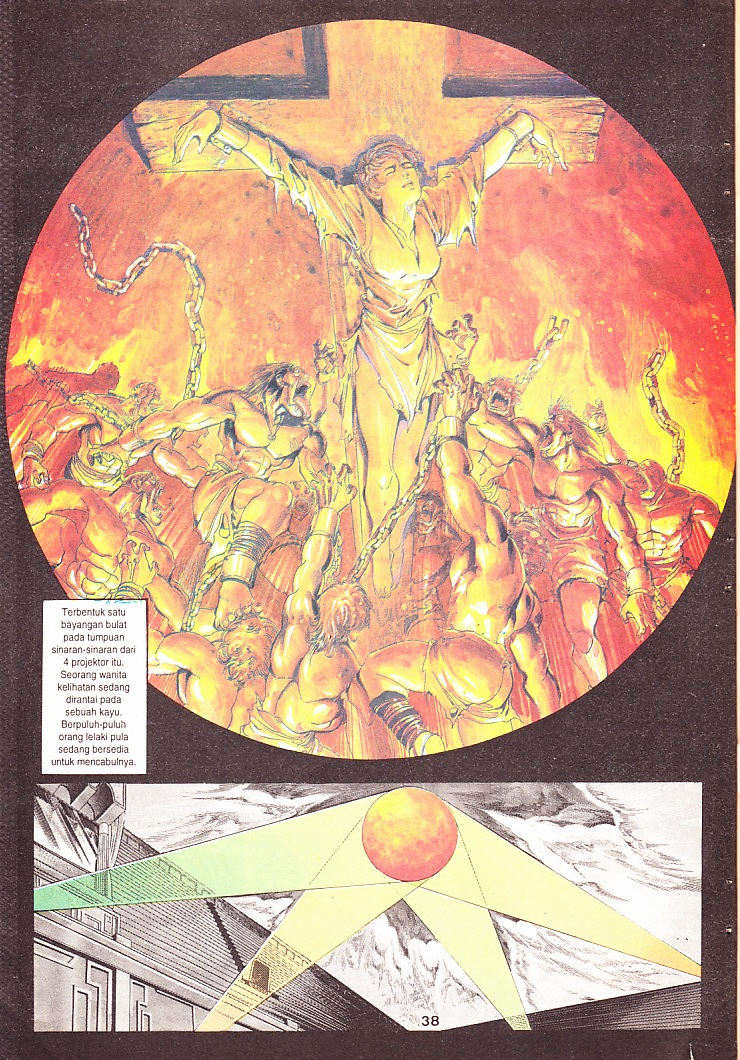 Terbentuk satu
bayangan bulat
pada tumpuan
sinaran-sinaran dari
4 projektor itu.
Seorang wanita
kelihatan sedang
dirantai pada
sebuah kayu.
Berpuluh-puluh
orang lelaki pula
sedang bersedia
untuk mencabulnya.
38